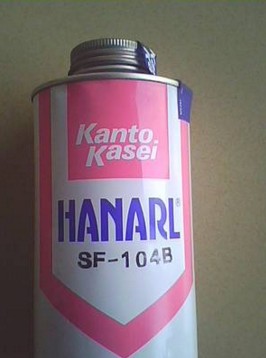 Kanto
Kasei
HANARL®
SF-104B